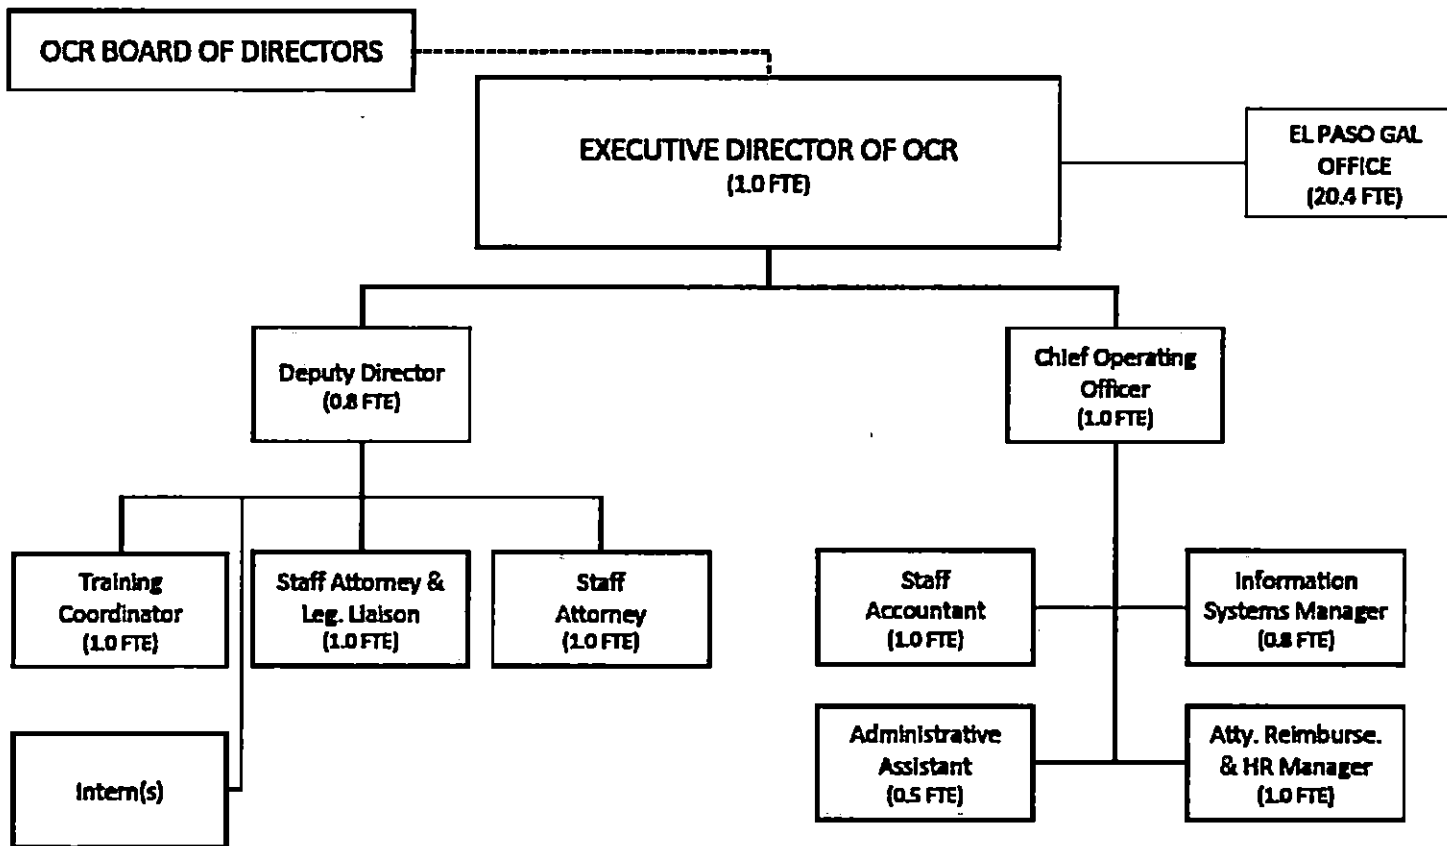 OCR BOARD OF DIRECTORS
EXECUTIVE DIRECTOR OF OCR
(1.0 FTE)
EL PASO GAL
OFFICE
(20.4 FTE)
Deputy Director
(0.8 FTE)
Chief Operating
Officer
(1.0 FTE)
Training
Coordinator
(1.0 FTE)
Staff Attorney &
Leg. Liaison
(1.0 FTE)
Staff
Attorney
(1.0 FTE)
Staff
Accountant
(1.0 FTE)
Information
Systems Manager
(0.8 FTE)
Intern(s)
Administrative
Assistant
(0.5 FTE)
Atty. Reimburse.
& HR Manager
(1.0 FTE)